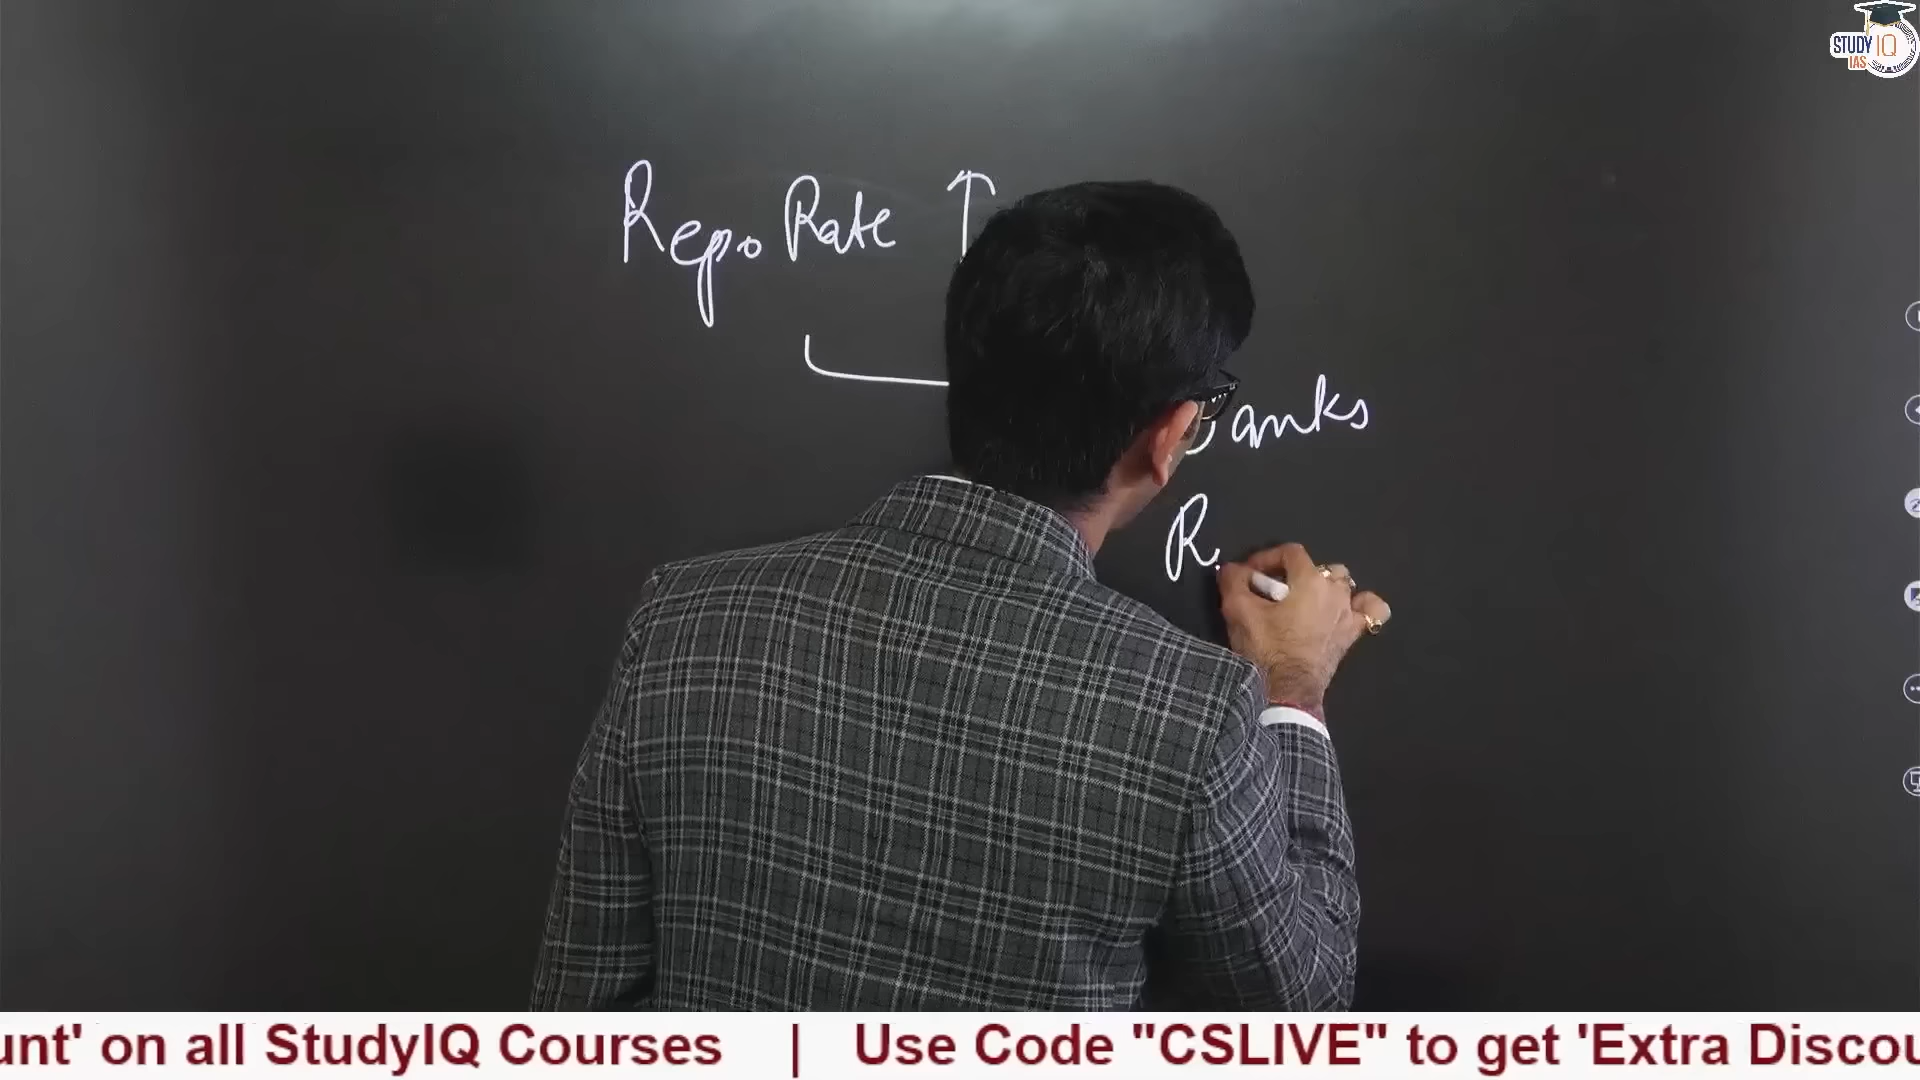 STUDY IQ
IAS
Repo Rate ↑
anks
R
unt' on all StudyIQ Courses | Use Code "CSLIVE" to get 'Extra Discou